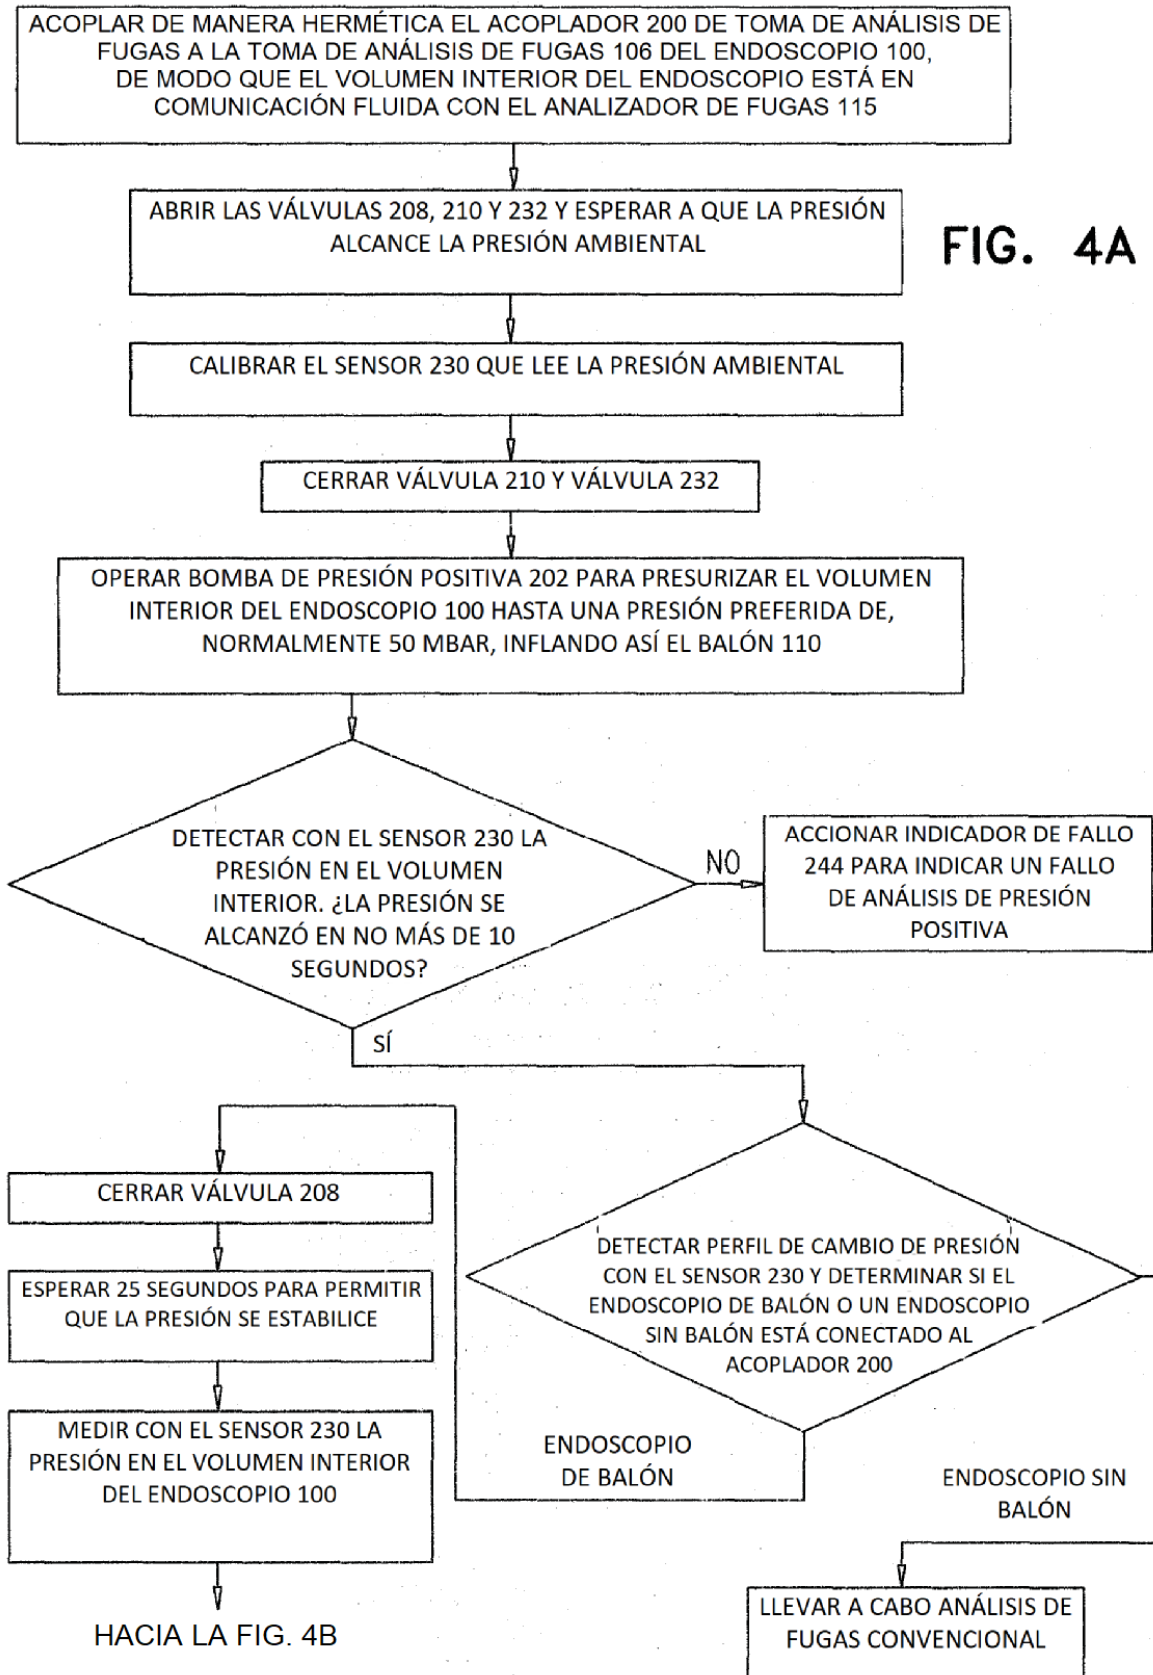 ACOPLAR DE MANERA HERMÉTICA EL ACOPLADOR 200 DE TOMA DE ANÁLISIS DE
FUGAS A LA TOMA DE ANÁLISIS DE FUGAS 106 DEL ENDOSCOPIO 100,
DE MODO QUE EL VOLUMEN INTERIOR DEL ENDOSCOPIO ESTÁ EN
COMUNICACIÓN FLUIDA CON EL ANALIZADOR DE FUGAS 115
ABRIR LAS VÁLVULAS 208, 210 Y 232 Y ESPERAR A QUE LA PRESIÓN
ALCANCE LA PRESIÓN AMBIENTAL
FIG. 4A
CALIBRAR EL SENSOR 230 QUE LEE LA PRESIÓN AMBIENTAL
CERRAR VÁLVULA 210 Y VÁLVULA 232
OPERAR BOMBA DE PRESIÓN POSITIVA 202 PARA PRESURIZAR EL VOLUMEN
INTERIOR DEL ENDOSCOPIO 100 HASTA UNA PRESIÓN PREFERIDA DE,
NORMALMENTE 50 MBAR, INFLANDO ASÍ EL BALÓN 110
DETECTAR CON EL SENSOR 230 LA
PRESIÓN EN EL VOLUMEN
INTERIOR. ¿LA PRESIÓN SE
ALCANZÓ EN NO MÁS DE 10
SEGUNDOS?
NO
ACCIONAR INDICADOR DE FALLO
244 PARA INDICAR UN FALLO
DE ANÁLISIS DE PRESIÓN
POSITIVA
SÍ
DETECTAR PERFIL DE CAMBIO DE PRESIÓN
CON EL SENSOR 230 Y DETERMINAR SI EL
ENDOSCOPIO DE BALÓN O UN ENDOSCOPIO
SIN BALÓN ESTÁ CONECTADO AL
ACOPLADOR 200
ENDOSCOPIO
DE BALÓN
CERRAR VÁLVULA 208
ESPERAR 25 SEGUNDOS PARA PERMITIR
QUE LA PRESIÓN SE ESTABILICE
MEDIR CON EL SENSOR 230 LA
PRESIÓN EN EL VOLUMEN INTERIOR
DEL ENDOSCOPIO 100
HACIA LA FIG. 4B
ENDOSCOPIO SIN
BALÓN
LLEVAR A CABO ANÁLISIS DE
FUGAS CONVENCIONAL